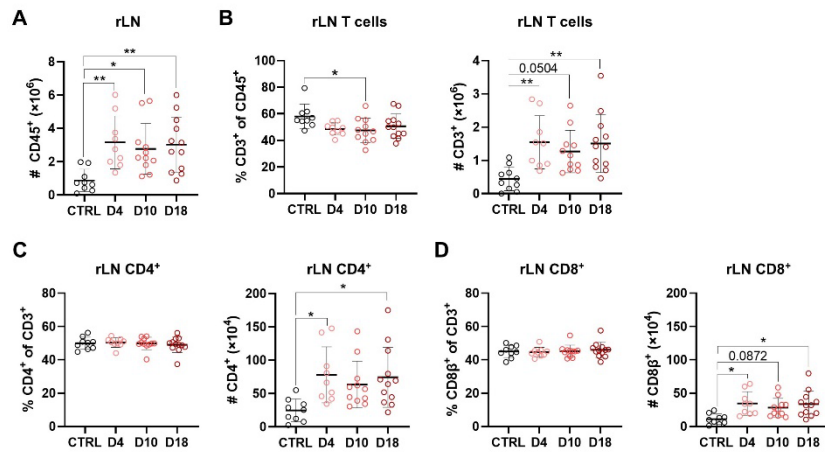 A
rLN
# CD45⁺ (×10⁶)
8
6
4
2
0
**
*
**
CTRL D4 D10 D18
B
rLN T cells
% CD3⁺ of CD45⁺
100
80
60
40
20
0
*
CTRL D4 D10 D18
rLN T cells
# CD3⁺ (×10⁶)
4
3
2
1
0
**
0.0504
**
CTRL D4 D10 D18
C
rLN CD4⁺
% CD4⁺ of CD3⁺
80
60
40
20
0
CTRL D4 D10 D18
rLN CD4⁺
# CD4⁺ (×10⁴)
200
150
100
50
0
*
*
CTRL D4 D10 D18
D
rLN CD8⁺
% CD8β⁺ of CD3⁺
80
60
40
20
0
CTRL D4 D10 D18
rLN CD8⁺
# CD8β⁺ (×10⁴)
200
150
100
50
0
*
0.0872
*
CTRL D4 D10 D18